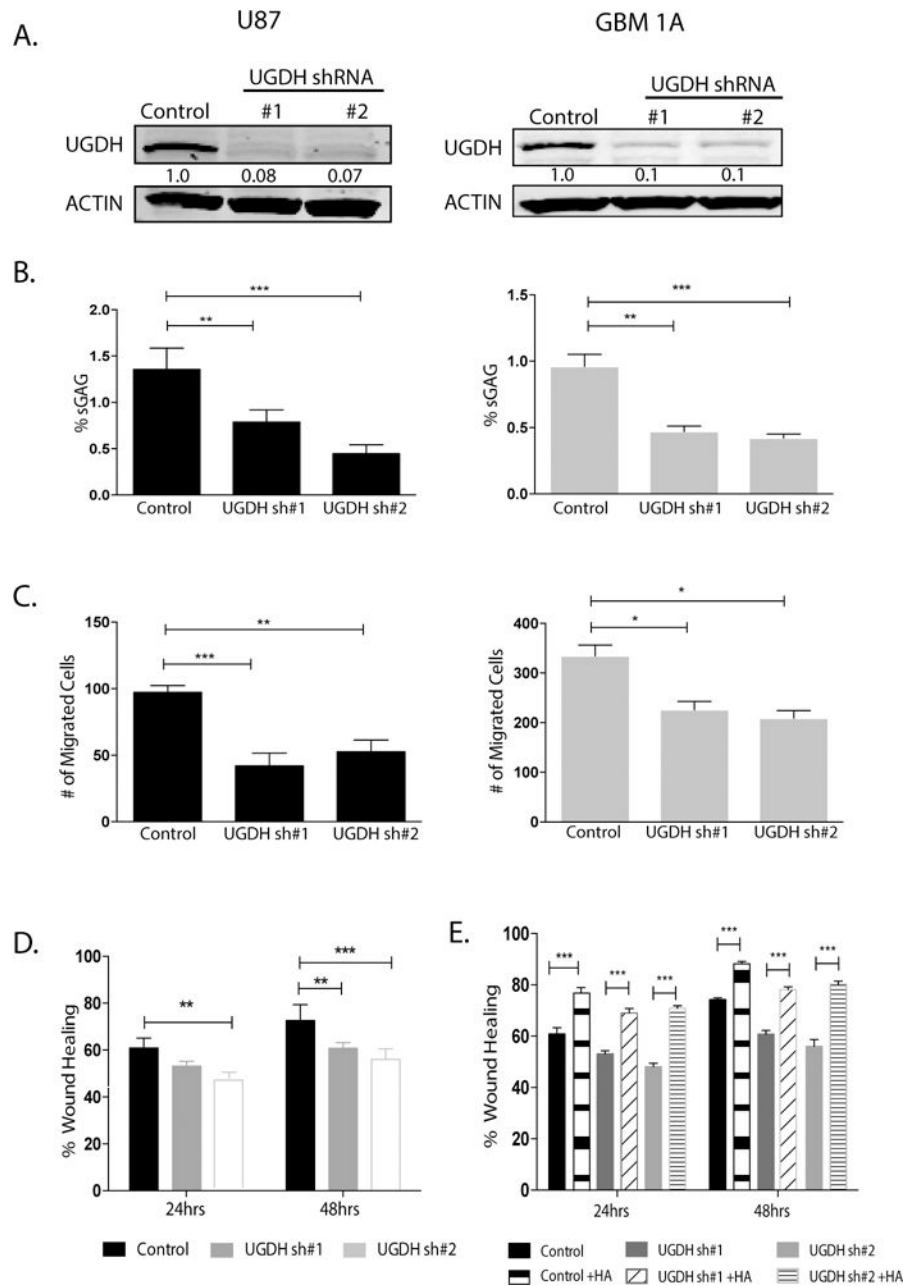 U87
GBM 1A
A.
UGDH shRNA
Control #1 #2
UGDH
1.0 0.08 0.07
ACTIN
UGDH shRNA
Control #1 #2
UGDH
1.0 0.1 0.1
ACTIN
B.
% sGAG
2.0
1.5
1.0
0.5
0.0
***
**
Control UGDH sh#1 UGDH sh#2
% sGAG
1.5
1.0
0.5
0.0
***
**
Control UGDH sh#1 UGDH sh#2
C.
# of Migrated Cells
150
100
50
0
**
***
Control UGDH sh#1 UGDH sh#2
# of Migrated Cells
400
300
200
100
0
*
*
Control UGDH sh#1 UGDH sh#2
D.
% Wound Healing
100
80
60
40
20
0
**
***
**
24hrs 48hrs
Control UGDH sh#1 UGDH sh#2
E.
% Wound Healing
100
80
60
40
20
0
*** *** *** *** *** ***
24hrs 48hrs
Control UGDH sh#1 UGDH sh#2
Control +HA UGDH sh#1 +HA UGDH sh#2 +HA